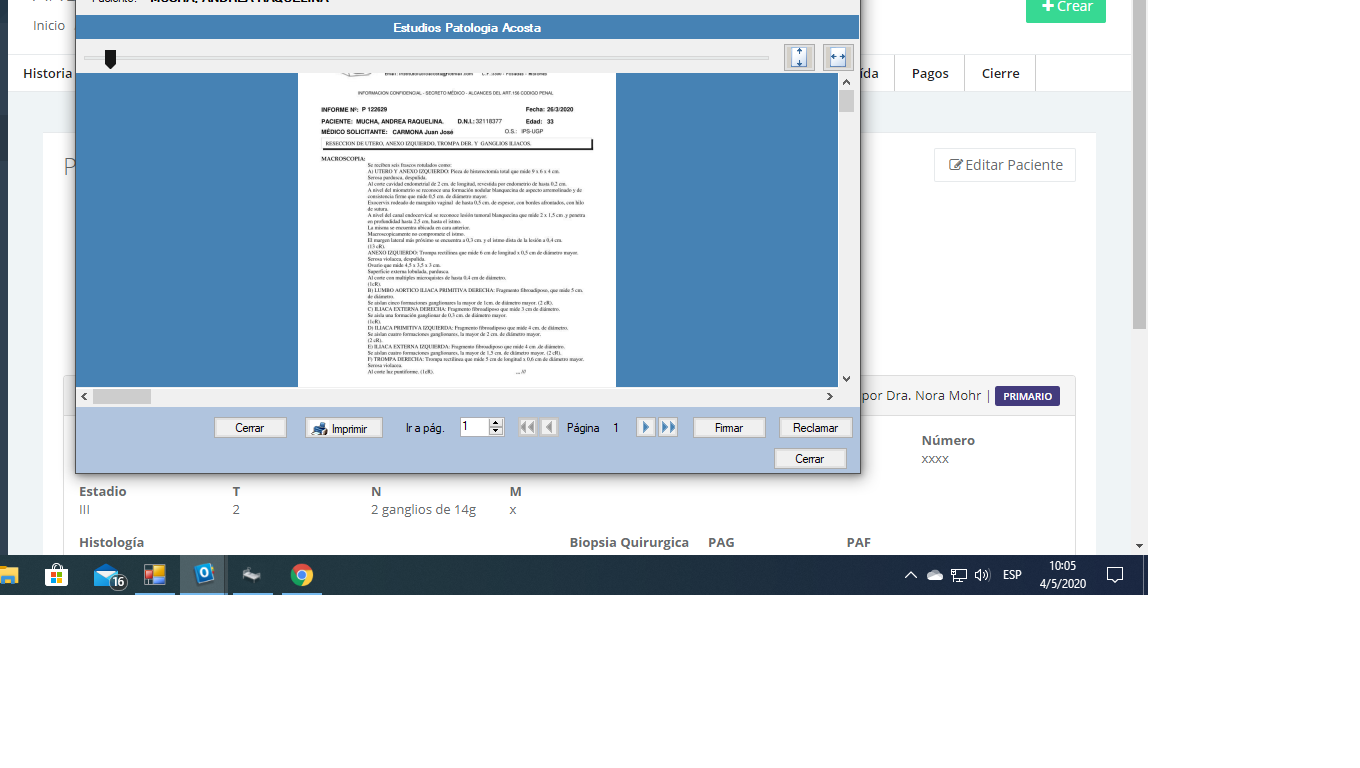 Paciente: MUCHA, ANDREA RAQUELINA
Crear
Inicio
Estudios Patologia Acosta
Historia
Pagos
Cierre
Editar Paciente
INFORMACION CONFIDENCIAL - SECRETO MÉDICO - ALCANCES DEL ART.156 CODIGO PENAL
INFORME Nº: P 122629 Fecha: 26/3/2020
PACIENTE: MUCHA, ANDREA RAQUELINA. D.N.I.: 32118377 Edad: 33
MÉDICO SOLICITANTE: CARMONA Juan José O.S.: IPS-UGP
RESECCION DE UTERO, ANEXO IZQUIERDO, TROMPA DER. Y GANGLIOS ILIACOS.
MACROSCOPIA:
Se reciben seis frascos rotulados como:
A) UTERO Y ANEXO IZQUIERDO: Pieza de histerectomía total que mide 9 x 6 x 4 cm.
Serosa pardusca, despulida.
Al corte cavidad endometrial de 2 cm. de longitud, revestida por endometrio de hasta 0,2 cm.
A nivel del miometrio se reconoce una formación nodular blanquecina de aspecto arremolinado y de
consistencia firme que mide 0,5 cm. de diámetro mayor.
Exocervix rodeado de manguito vaginal de hasta 0,5 cm. de espesor, con bordes afrontados, con hilo
de sutura.
A nivel del canal endocervical se reconoce lesión tumoral blanquecina que mide 2 x 1,5 cm .y penetra
en profundidad hasta 2,5 cm. hasta el istmo.
La misma se encuentra ubicada en cara anterior.
Macroscopicamente no compromete el istmo.
El margen lateral más próximo se encuentra a 0,3 cm. y el istmo dista de la lesión a 0,4 cm.
(13 cR).
ANEXO IZQUIERDO: Trompa rectilínea que mide 6 cm de longitud x 0,5 cm de diámetro mayor.
Serosa violacea, despulida.
Ovario que mide 4,5 x 3,5 x 3 cm.
Superficie externa lobulada, pardusca.
Al corte con multiples microquistes de hasta 0,4 cm de diámetro.
(1cR).
B) LUMBO AORTICO ILIACA PRIMITIVA DERECHA: Fragmento fibroadiposo, que mide 5 cm.
de diámetro.
Se aislan cinco formaciones ganglionares la mayor de 1cm. de diámetro mayor. (2 cR).
C) ILIACA EXTERNA DERECHA: Fragmento fibroadiposo que mide 3 cm de diámetro.
Se aisla una formación ganglionar de 0,3 cm. de diámetro mayor.
(1cR).
D) ILIACA PRIMITIVA IZQUIERDA: Fragmento fibroadiposo que mide 4 cm. de diámetro.
Se aislan cuatro formaciones ganglionares, la mayor de 2 cm. de diámetro mayor.
(2 cR).
E) ILIACA EXTERNA IZQUIERDA: Fragmento fibroadiposo que mide 4 cm .de diámetro.
Se aislan cuatro formaciones ganglionares, la mayor de 1,5 cm. de diámetro mayor. (2 cR).
F) TROMPA DERECHA: Trompa rectilínea que mide 5 cm de longitud x 0,6 cm de diámetro mayor.
Serosa violacea.
Al corte luz puntiforme. (1cR). ... ///
por Dra. Nora Mohr | PRIMARIO
Cerrar Imprimir Ir a pág. 1 Página 1 Firmar Reclamar
Número
Cerrar
xxxx
Estadio T N M
III 2 2 ganglios de 14g x
Histología Biopsia Quirurgica PAG PAF
16
ESP
10:05
4/5/2020